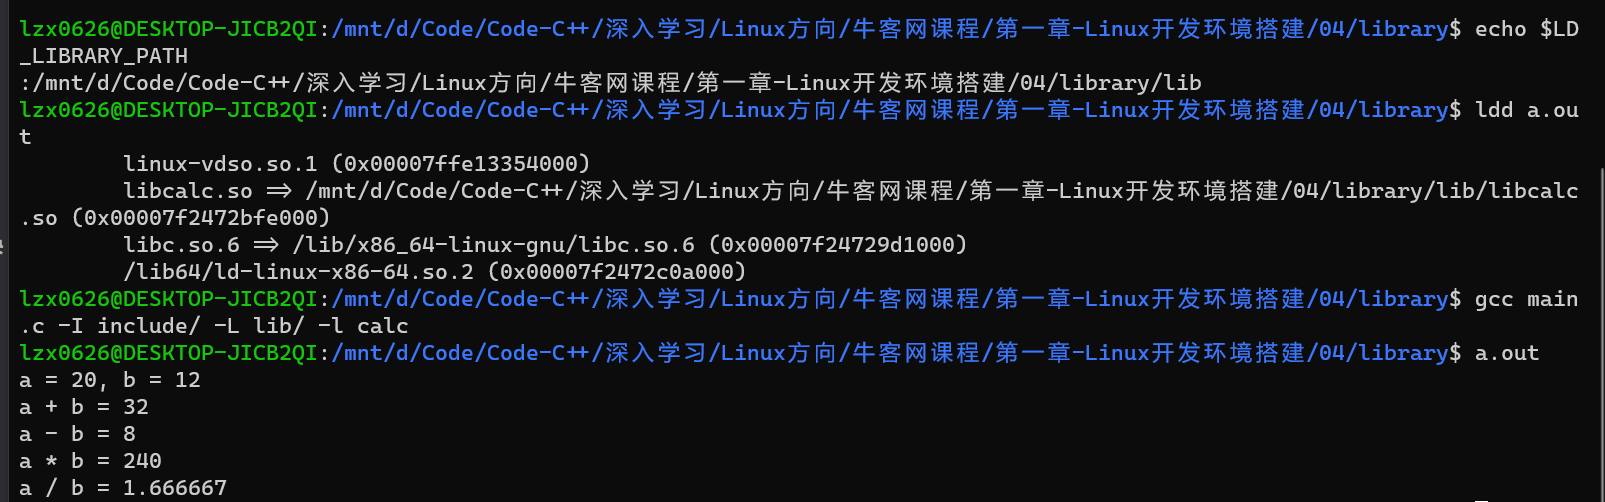 lzx0626@DESKTOP-JICB2QI:/mnt/d/Code/Code-C++/深入学习/Linux方向/牛客网课程/第一章-Linux开发环境搭建/04/library$ echo $LD
_LIBRARY_PATH
:/mnt/d/Code/Code-C++/深入学习/Linux方向/牛客网课程/第一章-Linux开发环境搭建/04/library/lib
lzx0626@DESKTOP-JICB2QI:/mnt/d/Code/Code-C++/深入学习/Linux方向/牛客网课程/第一章-Linux开发环境搭建/04/library$ ldd a.ou
t
linux-vdso.so.1 (0x00007ffe13354000)
libcalc.so => /mnt/d/Code/Code-C++/深入学习/Linux方向/牛客网课程/第一章-Linux开发环境搭建/04/library/lib/libcalc
.so (0x00007f2472bfe000)
libc.so.6 => /lib/x86_64-linux-gnu/libc.so.6 (0x00007f24729d1000)
/lib64/ld-linux-x86-64.so.2 (0x00007f2472c0a000)
lzx0626@DESKTOP-JICB2QI:/mnt/d/Code/Code-C++/深入学习/Linux方向/牛客网课程/第一章-Linux开发环境搭建/04/library$ gcc main
.c -I include/ -L lib/ -l calc
lzx0626@DESKTOP-JICB2QI:/mnt/d/Code/Code-C++/深入学习/Linux方向/牛客网课程/第一章-Linux开发环境搭建/04/library$ a.out
a = 20, b = 12
a + b = 32
a - b = 8
a * b = 240
a / b = 1.666667